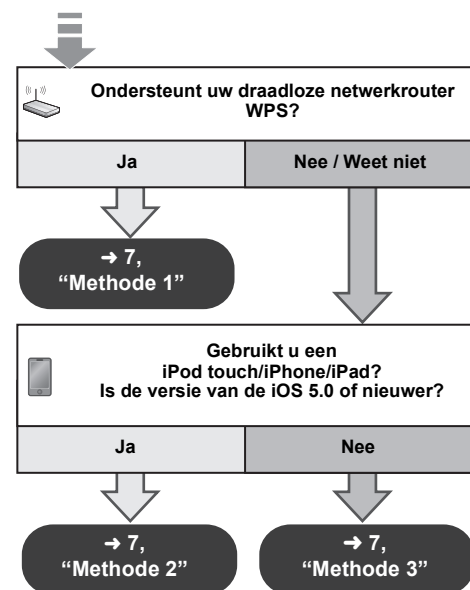 Ondersteunt uw draadloze netwerkrouter
WPS?
Ja
Nee / Weet niet
➔ 7,
“Methode 1”
Gebruikt u een
iPod touch/iPhone/iPad?
Is de versie van de iOS 5.0 of nieuwer?
Ja
Nee
➔ 7,
“Methode 2”
➔ 7,
“Methode 3”